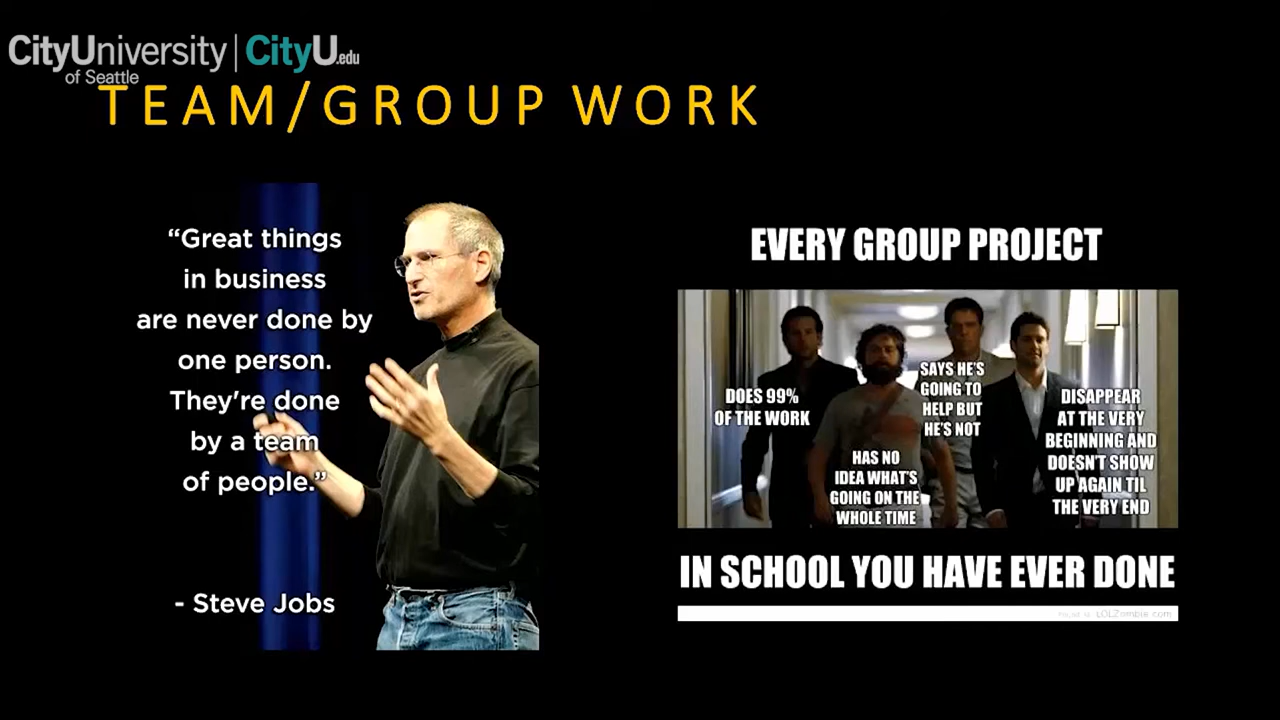 CityUniversity | CityU.edu
of Seattle
TEAM/GROUP WORK
“Great things
in business
are never done by
one person.
They're done
by a team
of people.”
- Steve Jobs
EVERY GROUP PROJECT
DOES 99%
OF THE WORK
HAS NO
IDEA WHAT'S
GOING ON THE
WHOLE TIME
SAYS HE'S
GOING TO
HELP BUT
HE'S NOT
DISAPPEAR
AT THE VERY
BEGINNING AND
DOESN'T SHOW
UP AGAIN TIL
THE VERY END
IN SCHOOL YOU HAVE EVER DONE
LOLZombie.com